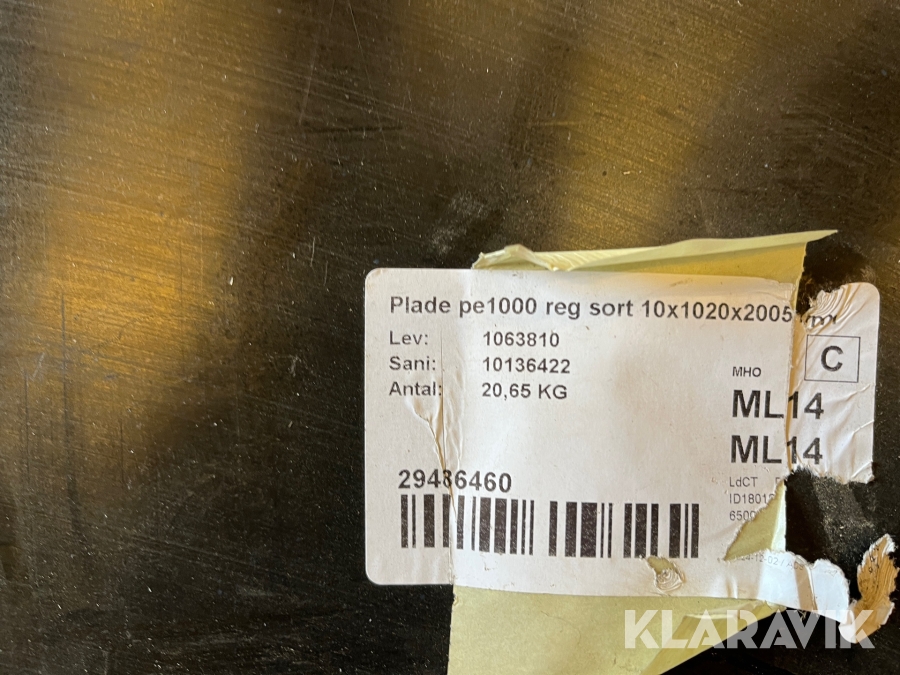 Plade pe1000 reg sort 10x1020x2005
Lev: 1063810
Sani: 10136422
Antal: 20,65 KG
C
MHO
ML14
ML14
LdCT
29486460
KLARAVIK